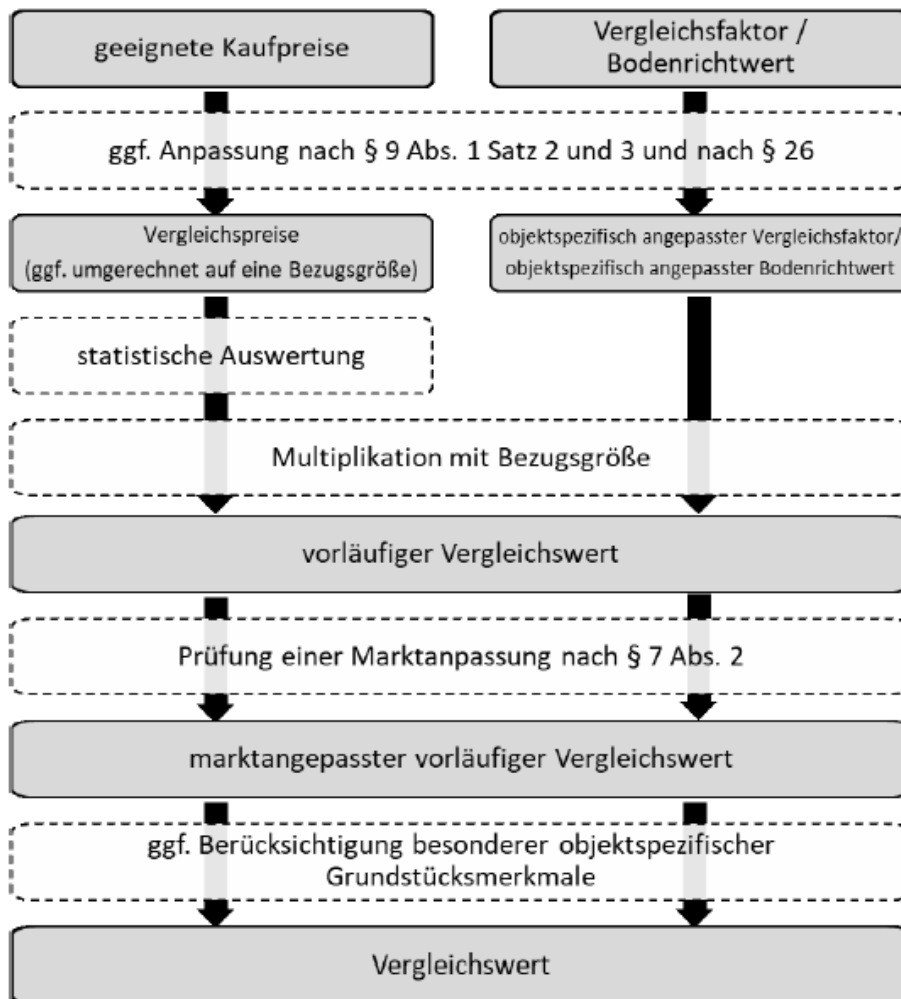 geeignete Kaufpreise
Vergleichsfaktor /
Bodenrichtwert
ggf. Anpassung nach § 9 Abs. 1 Satz 2 und 3 und nach § 26
Vergleichspreise
(ggf. umgerechnet auf eine Bezugsgröße)
objektspezifisch angepasster Vergleichsfaktor/
objektspezifisch angepasster Bodenrichtwert
statistische Auswertung
Multiplikation mit Bezugsgröße
vorläufiger Vergleichswert
Prüfung einer Marktanpassung nach § 7 Abs. 2
marktangepasster vorläufiger Vergleichswert
ggf. Berücksichtigung besonderer objektspezifischer
Grundstücksmerkmale
Vergleichswert